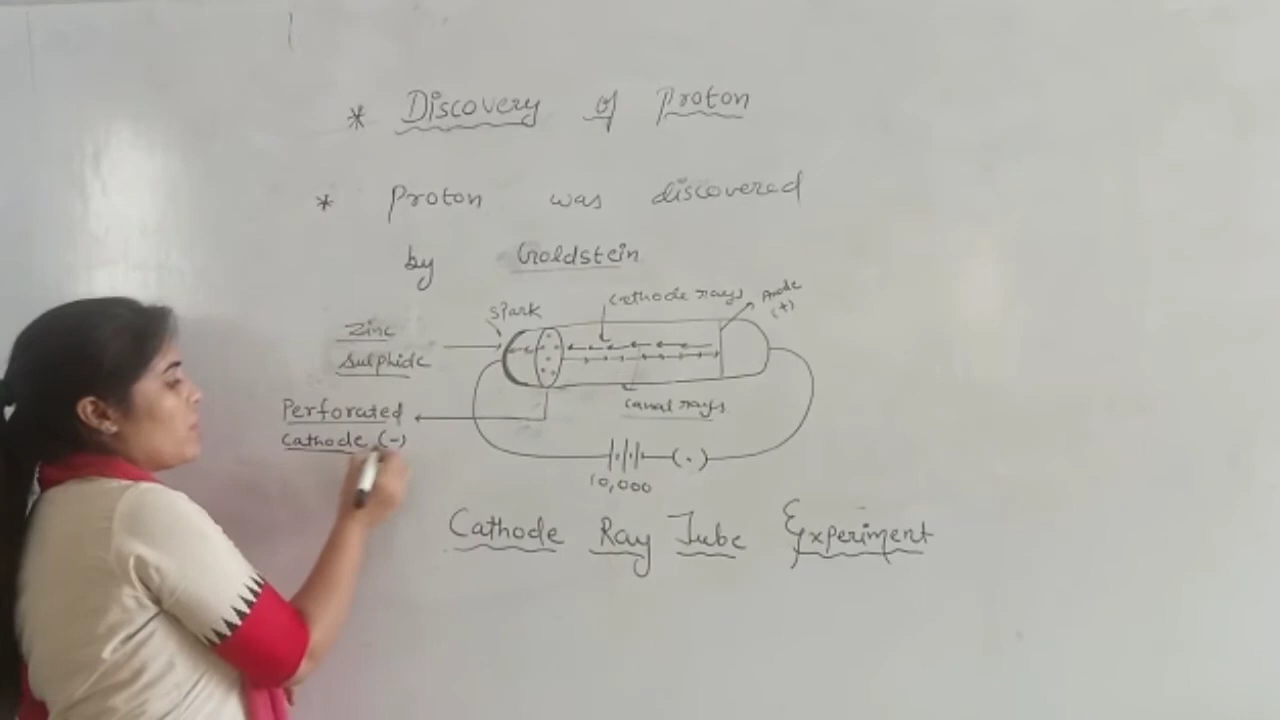 * Discovery of Proton
* Proton was discovered
by Goldstein
Spark
Cathode rays
Anode
(+)
Zinc
Sulphide
Perforated
Cathode (-)
Canal rays
(.)
10,000
Cathode Ray Tube Experiment